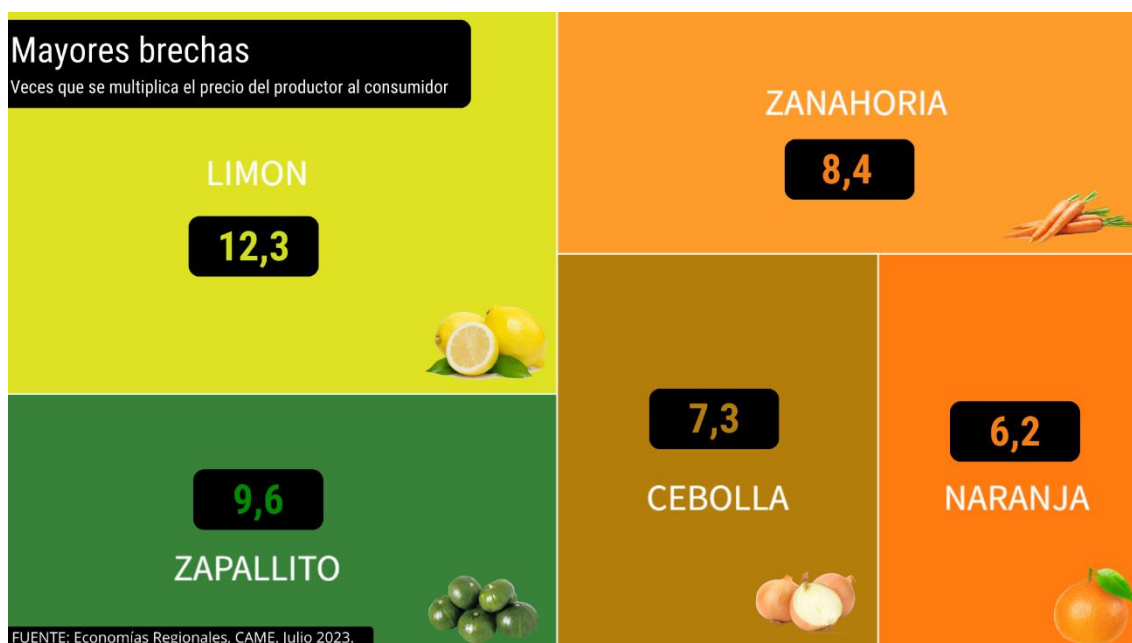 Mayores brechas
Veces que se multiplica el precio del productor al consumidor
LIMON
12,3
ZANAHORIA
8,4
9,6
ZAPALLITO
7,3
CEBOLLA
6,2
NARANJA
FUENTE: Economías Regionales. CAME. Julio 2023.